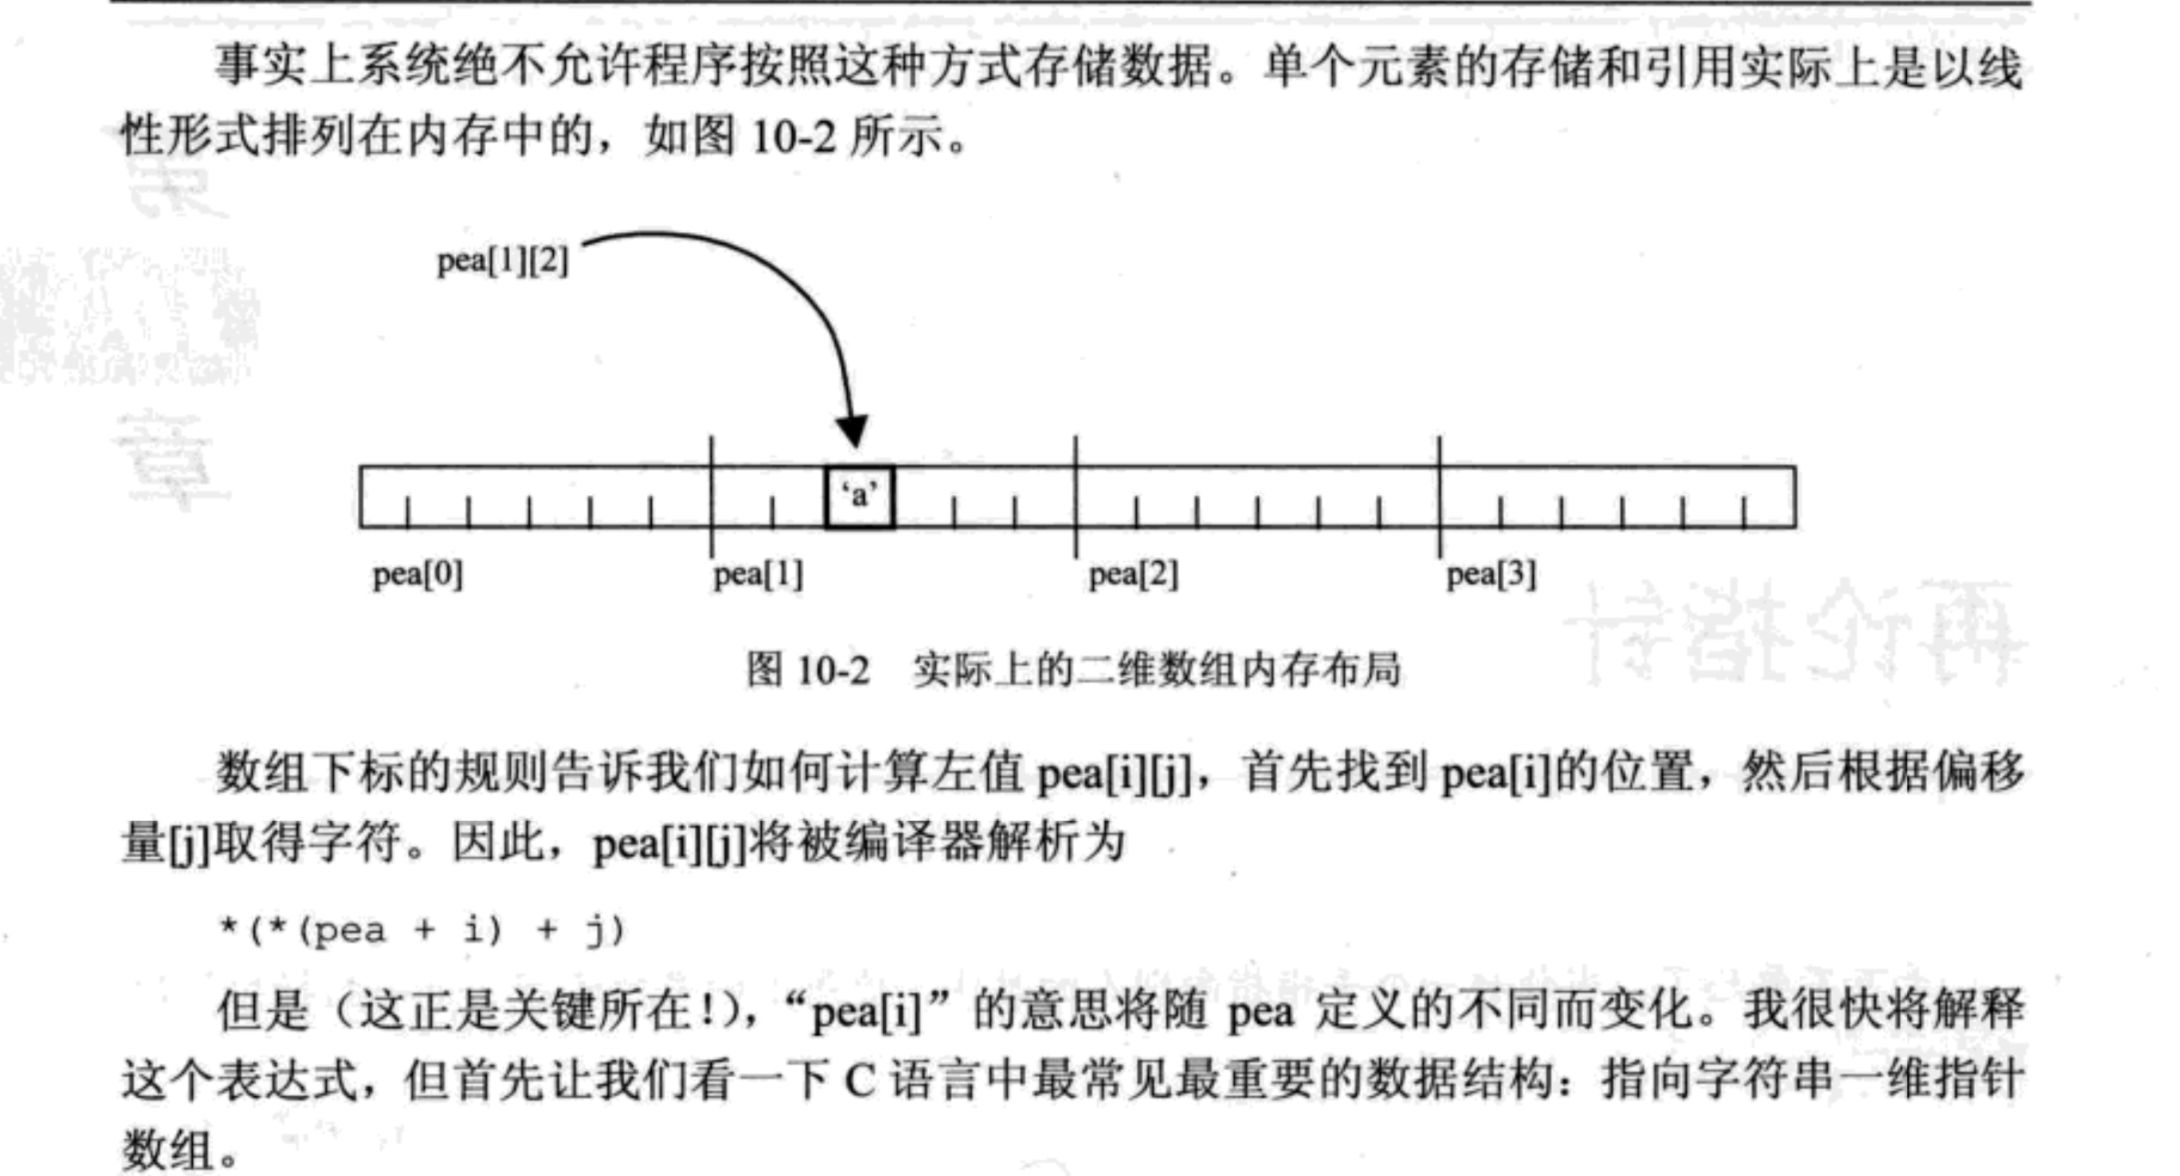 事实上系统绝不允许程序按照这种方式存储数据。单个元素的存储和引用实际上是以线
性形式排列在内存中的，如图 10-2 所示。
pea[1][2]
‘a’
pea[0] pea[1] pea[2] pea[3]
图 10-2 实际上的二维数组内存布局
数组下标的规则告诉我们如何计算左值 pea[i][j]，首先找到 pea[i]的位置，然后根据偏移
量[j]取得字符。因此，pea[i][j]将被编译器解析为
*(*(pea + i) + j)
但是（这正是关键所在！），“pea[i]”的意思将随 pea 定义的不同而变化。我很快将解释
这个表达式，但首先让我们看一下 C 语言中最常见最重要的数据结构：指向字符串一维指针
数组。
第
章
再论指针